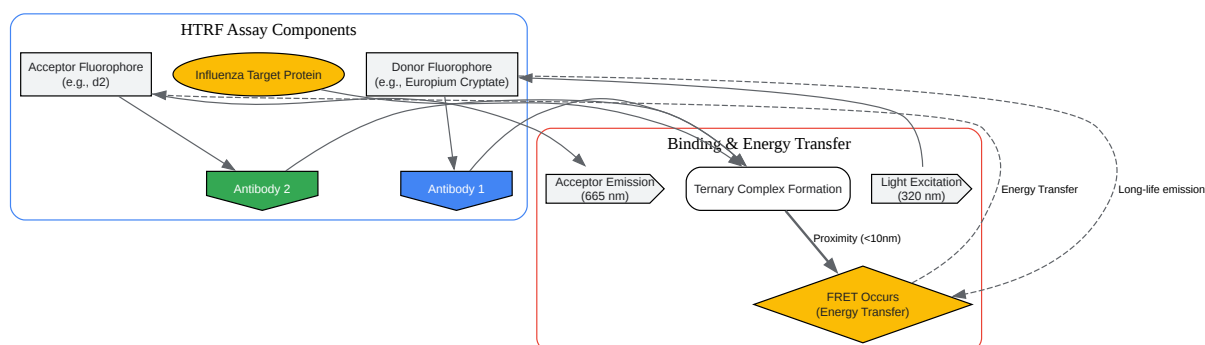 HTRF Assay Components
Acceptor Fluorophore
(e.g., d2)
Influenza Target Protein
Donor Fluorophore
(e.g., Europium Cryptate)
Antibody 2
Antibody 1
Binding & Energy Transfer
Acceptor Emission
(665 nm)
Ternary Complex Formation
Light Excitation
(320 nm)
Energy Transfer
Long-life emission
Proximity (<10nm)
FRET Occurs
(Energy Transfer)